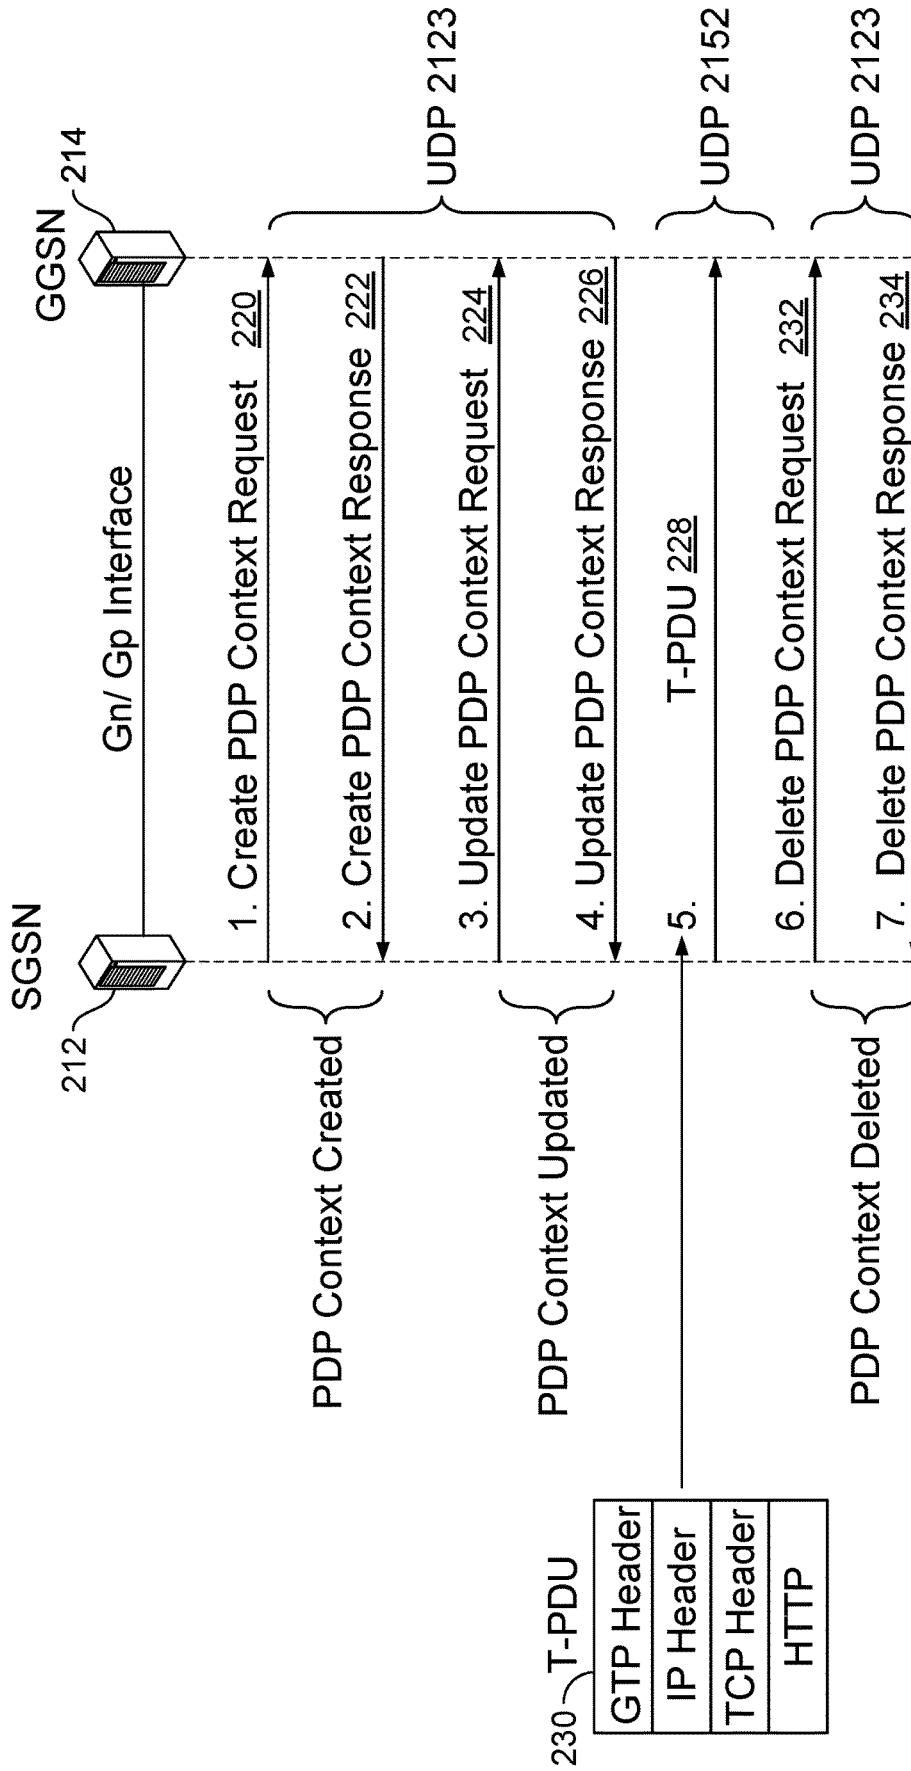 SGSN
GGSN
212
214
Gn/ Gp Interface
1. Create PDP Context Request 220
2. Create PDP Context Response 222
PDP Context Created
3. Update PDP Context Request 224
4. Update PDP Context Response 226
PDP Context Updated
UDP 2123
5. T-PDU 228
UDP 2152
230
T-PDU
GTP Header
IP Header
TCP Header
HTTP
6. Delete PDP Context Request 232
7. Delete PDP Context Response 234
PDP Context Deleted
UDP 2123